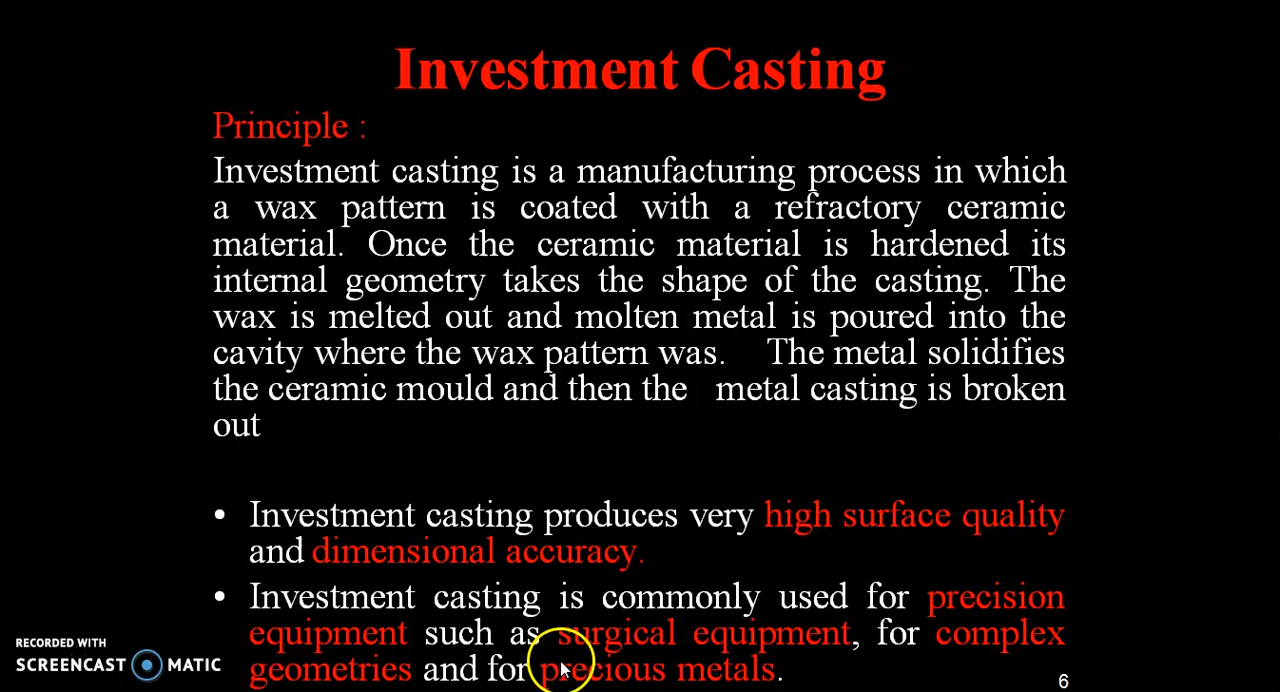 Investment Casting
Principle :
Investment casting is a manufacturing process in which
a wax pattern is coated with a refractory ceramic
material. Once the ceramic material is hardened its
internal geometry takes the shape of the casting. The
wax is melted out and molten metal is poured into the
cavity where the wax pattern was. The metal solidifies
the ceramic mould and then the metal casting is broken
out
• Investment casting produces very high surface quality
and dimensional accuracy.
• Investment casting is commonly used for precision
equipment such as surgical equipment, for complex
geometries and for precious metals.
RECORDED WITH
SCREENCAST MATIC
6